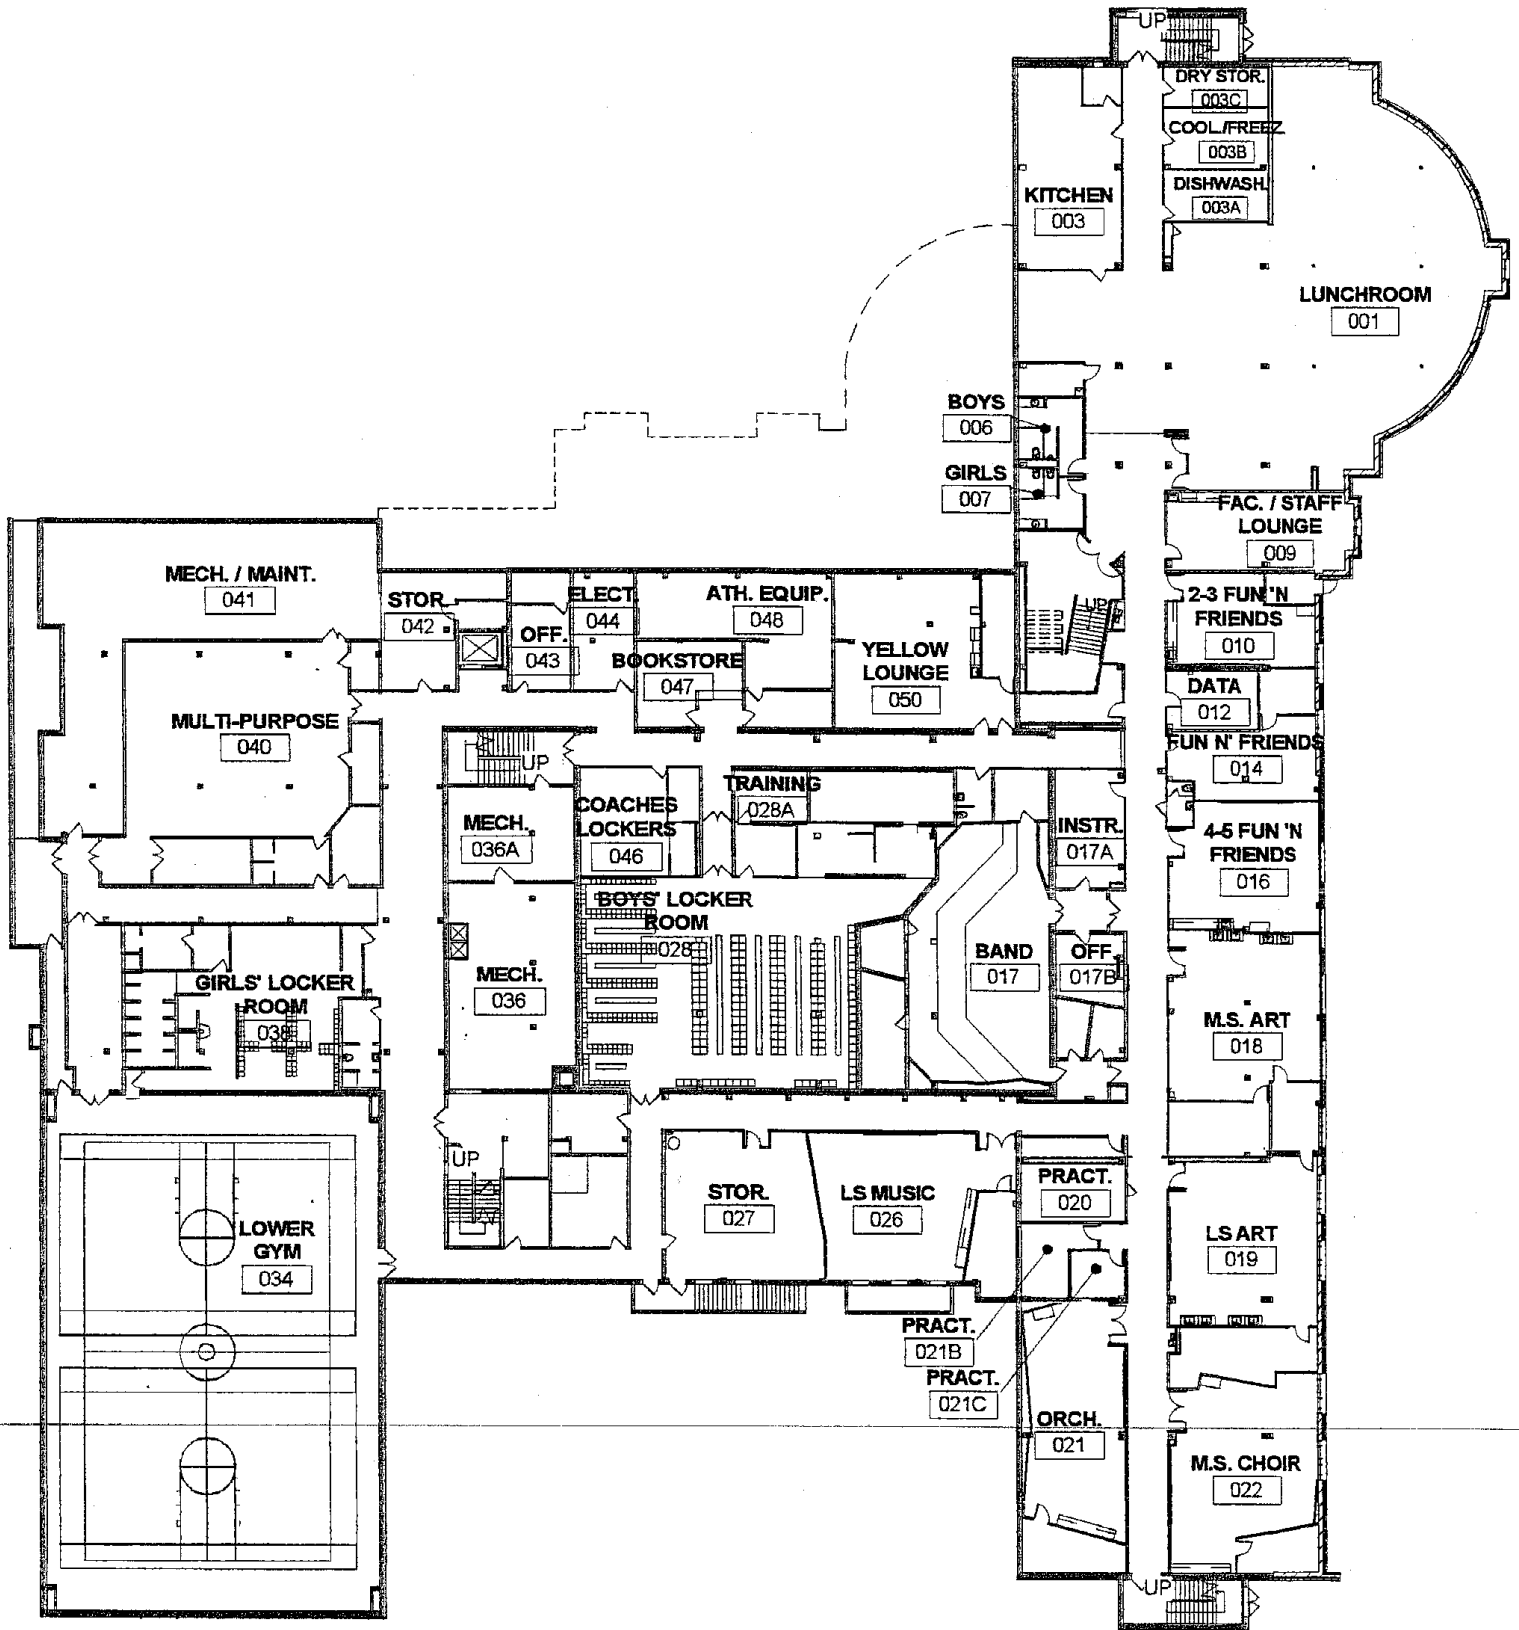 UP
DRY STOR.
003C
COOL./FREEZ.
003B
DISHWASH.
003A
KITCHEN
003
LUNCHROOM
001
BOYS
006
GIRLS
007
FAC. / STAFF
LOUNGE
009
MECH. / MAINT.
041
STOR.
042
OFF.
043
ELECT.
044
ATH. EQUIP.
048
BOOKSTORE
047
YELLOW
LOUNGE
050
UP
2-3 FUN 'N
FRIENDS
010
DATA
012
MULTI-PURPOSE
040
UP
FUN N' FRIENDS
014
COACHES
LOCKERS
046
TRAINING
028A
MECH.
036A
INSTR.
017A
4-5 FUN 'N
FRIENDS
016
BOYS' LOCKER
ROOM
028
BAND
017
OFF.
017B
GIRLS' LOCKER
ROOM
038
MECH.
036
M.S. ART
018
UP
STOR.
027
LS MUSIC
026
PRACT.
020
LOWER
GYM
034
LS ART
019
PRACT.
021B
PRACT.
021C
ORCH.
021
M.S. CHOIR
022
UP